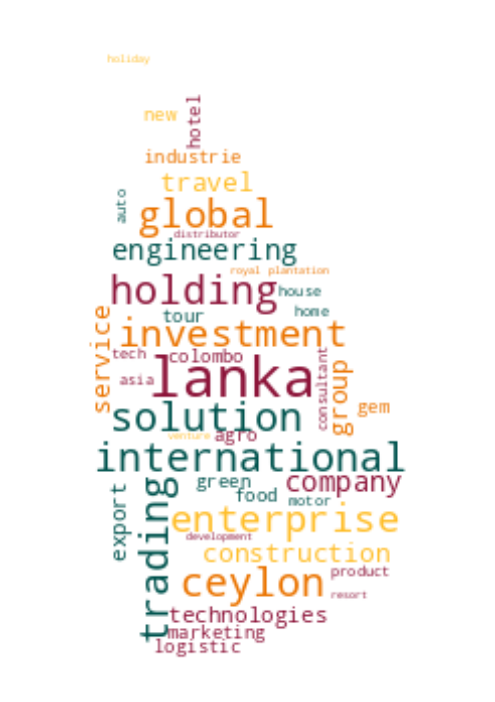 holiday
new
hotel
industrie
travel
auto
global
distributor
engineering
royal plantation
holding
house
tour
home
service
investment
tech
colombo
consultant
lanka
asia
group
gem
solution
venture
agro
international
green
company
export
food
motor
trading
enterprise
development
construction
product
ceylon
resort
technologies
marketing
logistic